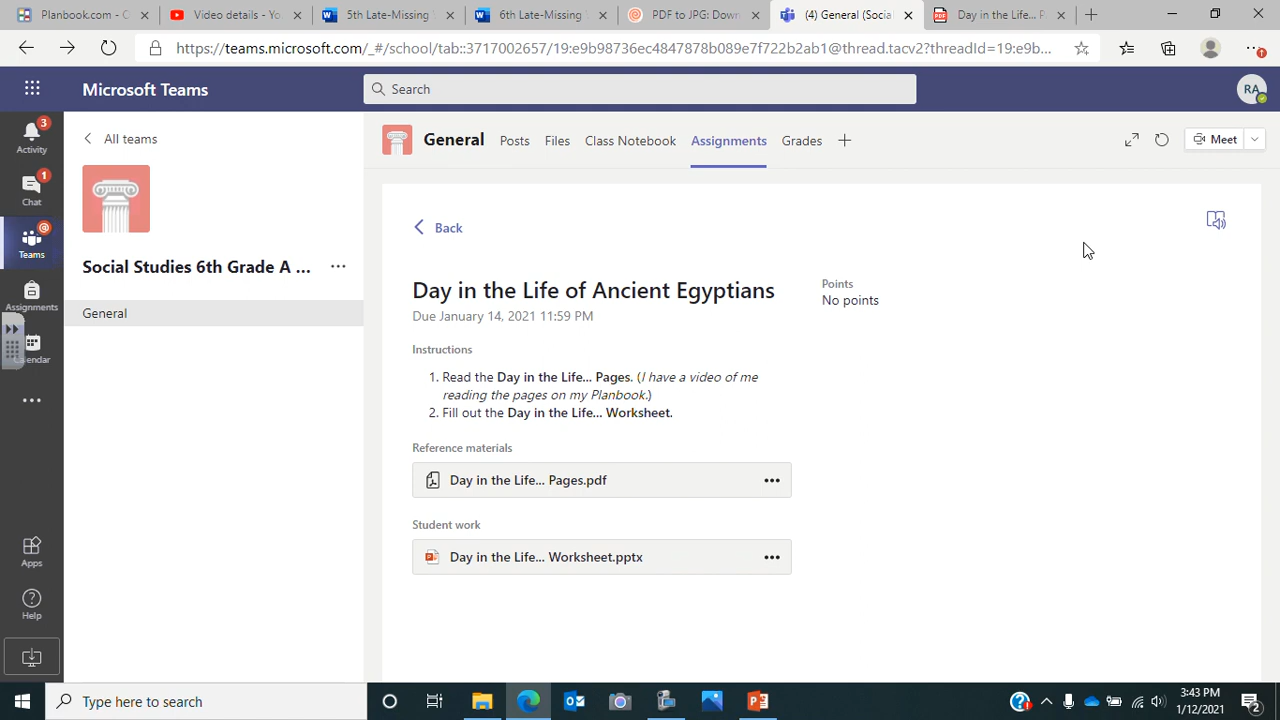 Planbook.com - G
Video details - Yo
5th Late-Missing
6th Late-Missing
PDF to JPG: Down
(4) General (Socia
Day in the Life... P
https://teams.microsoft.com/_#/school/tab::3717002657/19:e9b98736ec4847878b089e7f722b2ab1@thread.tacv2?threadId=19:e9b...
Microsoft Teams
Search
RA
3
Activity
1
Chat
@
Teams
Assignments
Calendar
Apps
Help
All teams
Social Studies 6th Grade A ...
General
General
Posts
Files
Class Notebook
Assignments
Grades
Meet
Back
Day in the Life of Ancient Egyptians
Due January 14, 2021 11:59 PM
Points
No points
Instructions
1. Read the Day in the Life... Pages. (I have a video of me
reading the pages on my Planbook.)
2. Fill out the Day in the Life... Worksheet.
Reference materials
Day in the Life... Pages.pdf
Student work
Day in the Life... Worksheet.pptx
Type here to search
3:43 PM
1/12/2021
2